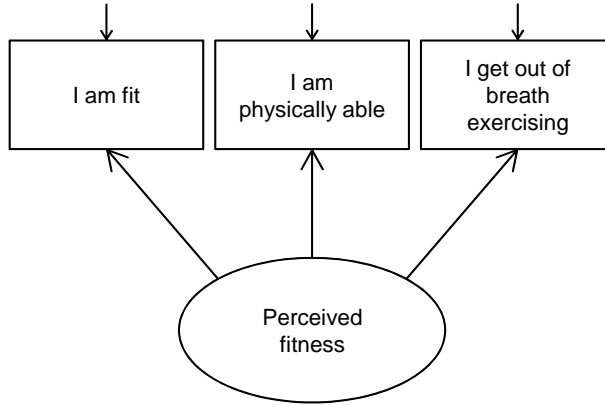 I am fit
I am
physically able
I get out of
breath
exercising
Perceived
fitness